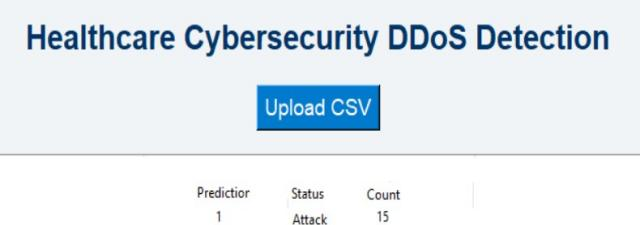 Healthcare Cybersecurity DDoS Detection
Upload CSV
Predictior Status Count
1 Attack 15